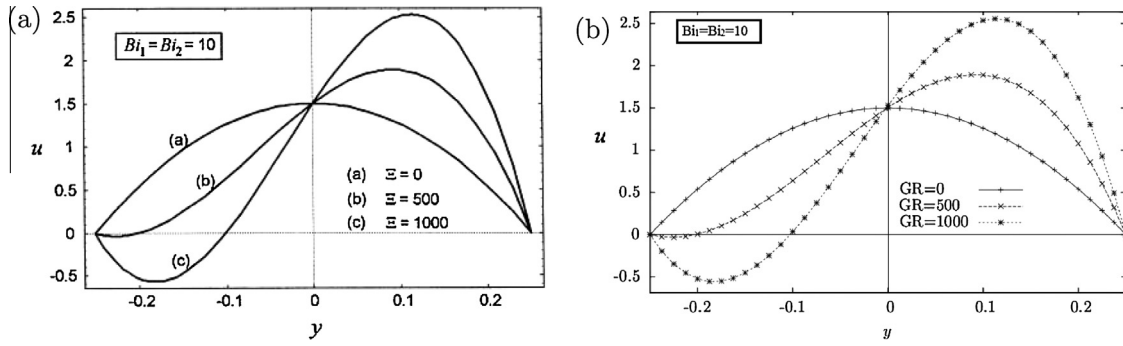 (a)
2.5
2
1.5
1
0.5
0
-0.5
u
Bi₁ = Bi₂ = 10
(a)
(b)
(c)
(a) Ξ = 0
(b) Ξ = 500
(c) Ξ = 1000
-0.2
-0.1
0
0.1
0.2
y
(b)
2.5
2
1.5
1
0.5
0
-0.5
u
Bi₁=Bi₂=10
GR=0
GR=500
GR=1000
-0.2
-0.1
0
0.1
0.2
y